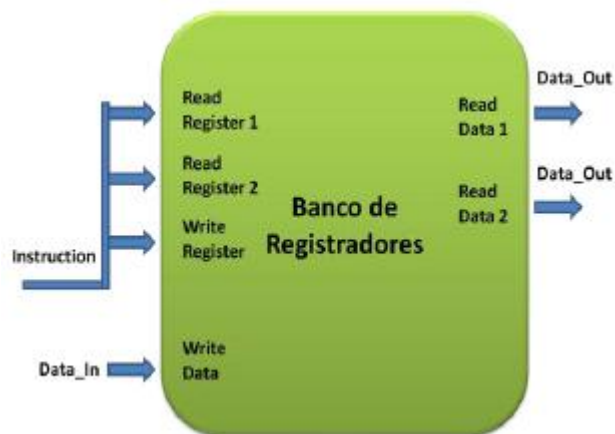 Data_Out
Read
Register 1
Read
Data 1
Read
Register 2
Data_Out
Read
Data 2
Write
Register
Banco de
Registradores
Instruction
Data_In
Write
Data